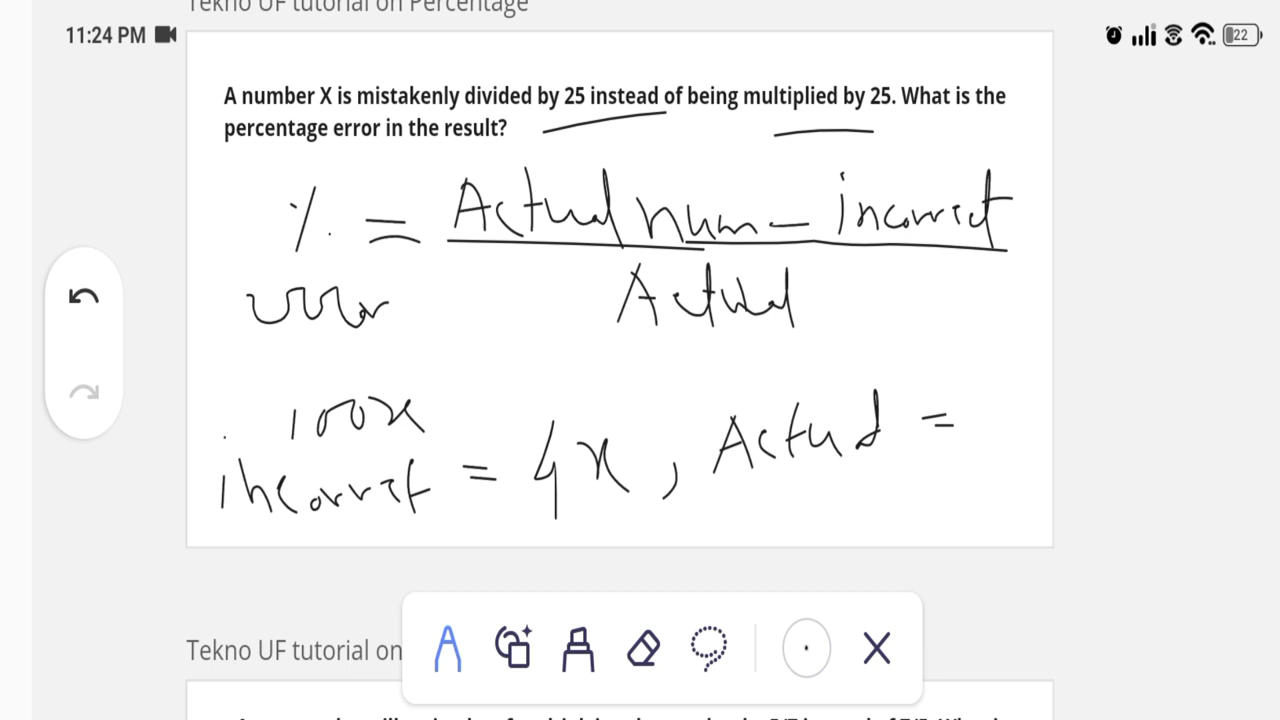 Tekno UF tutorial on Percentage
11:24 PM
22
A number X is mistakenly divided by 25 instead of being multiplied by 25. What is the
percentage error in the result?
% = Actual num - incorrect
error Actual
100x
incorrect = 4x, Actual =
Tekno UF tutorial on